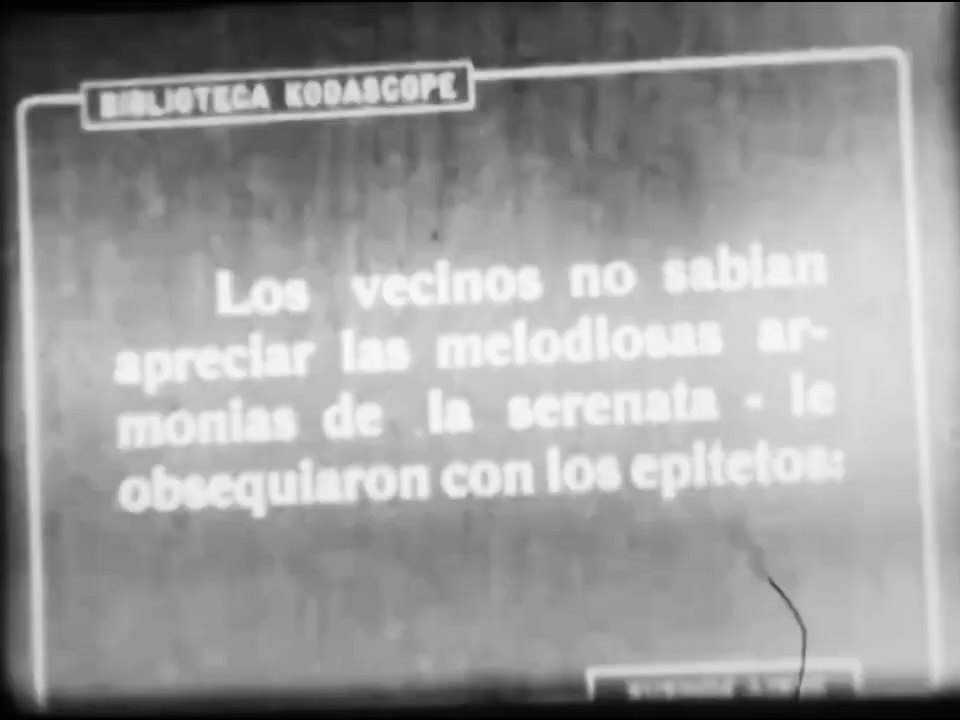 BIBLIOTECA KODASCOPE
Los vecinos no sabian
apreciar las melodiosas ar-
monias de la serenata - le
obsequiaron con los epitetos: